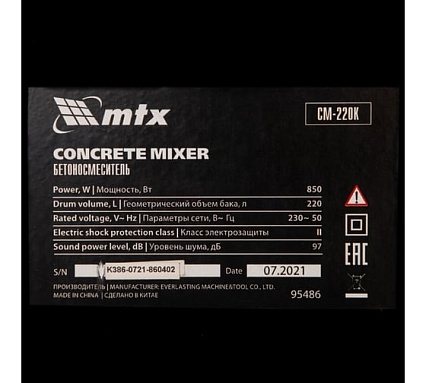 mtx
CM-220K
CONCRETE MIXER
БЕТОНОСМЕСИТЕЛЬ
Power, W | Мощность, Вт 850
Drum volume, L | Геометрический объем бака, л 220
Rated voltage, V~ Hz | Параметры сети, В~ Гц 230~ 50
Electric shock protection class | Класс электрозащиты II
Sound power level, dB | Уровень шума, дБ 97
S/N K386-0721-860402 Date 07.2021
ПРОИЗВОДИТЕЛЬ | MANUFACTURER: EVERLASTING MACHINE&TOOL CO., LTD.
MADE IN CHINA | СДЕЛАНО В КИТАЕ 95486
EAC